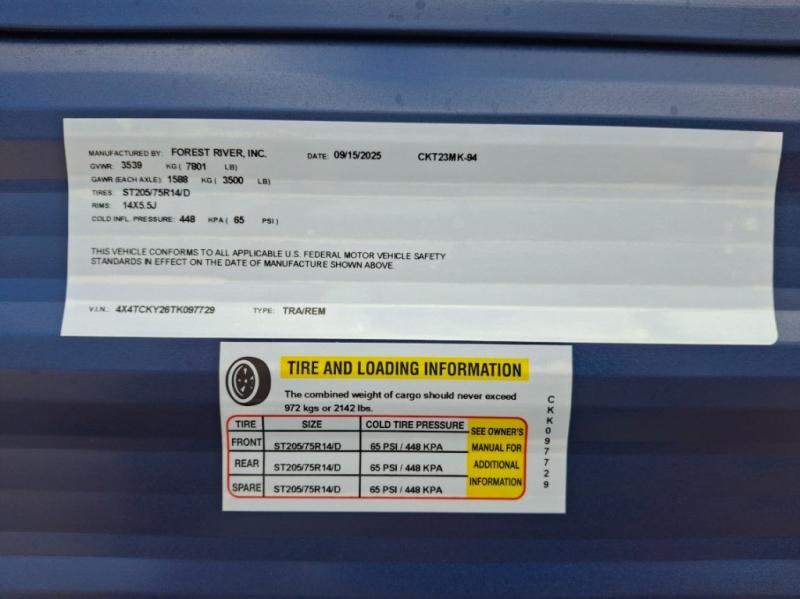 MANUFACTURED BY: FOREST RIVER, INC. DATE: 09/15/2025 CKT23MK-94
GVWR: 3539 KG ( 7801 LB)
GAWR (EACH AXLE) 1588 KG ( 3500 LB)
TIRES: ST205/75R14/D
RIMS: 14X5.5J
COLD INFL. PRESSURE: 448 KPA ( 65 PSI )
THIS VEHICLE CONFORMS TO ALL APPLICABLE U.S. FEDERAL MOTOR VEHICLE SAFETY
STANDARDS IN EFFECT ON THE DATE OF MANUFACTURE SHOWN ABOVE.
V.I.N.: 4X4TCKY26TK097729 TYPE: TRA/REM
TIRE AND LOADING INFORMATION
The combined weight of cargo should never exceed
972 kgs or 2142 lbs.
TIRE SIZE COLD TIRE PRESSURE
FRONT ST205/75R14/D 65 PSI / 448 KPA
REAR ST205/75R14/D 65 PSI / 448 KPA
SPARE ST205/75R14/D 65 PSI / 448 KPA
SEE OWNER'S
MANUAL FOR
ADDITIONAL
INFORMATION
CKK097729